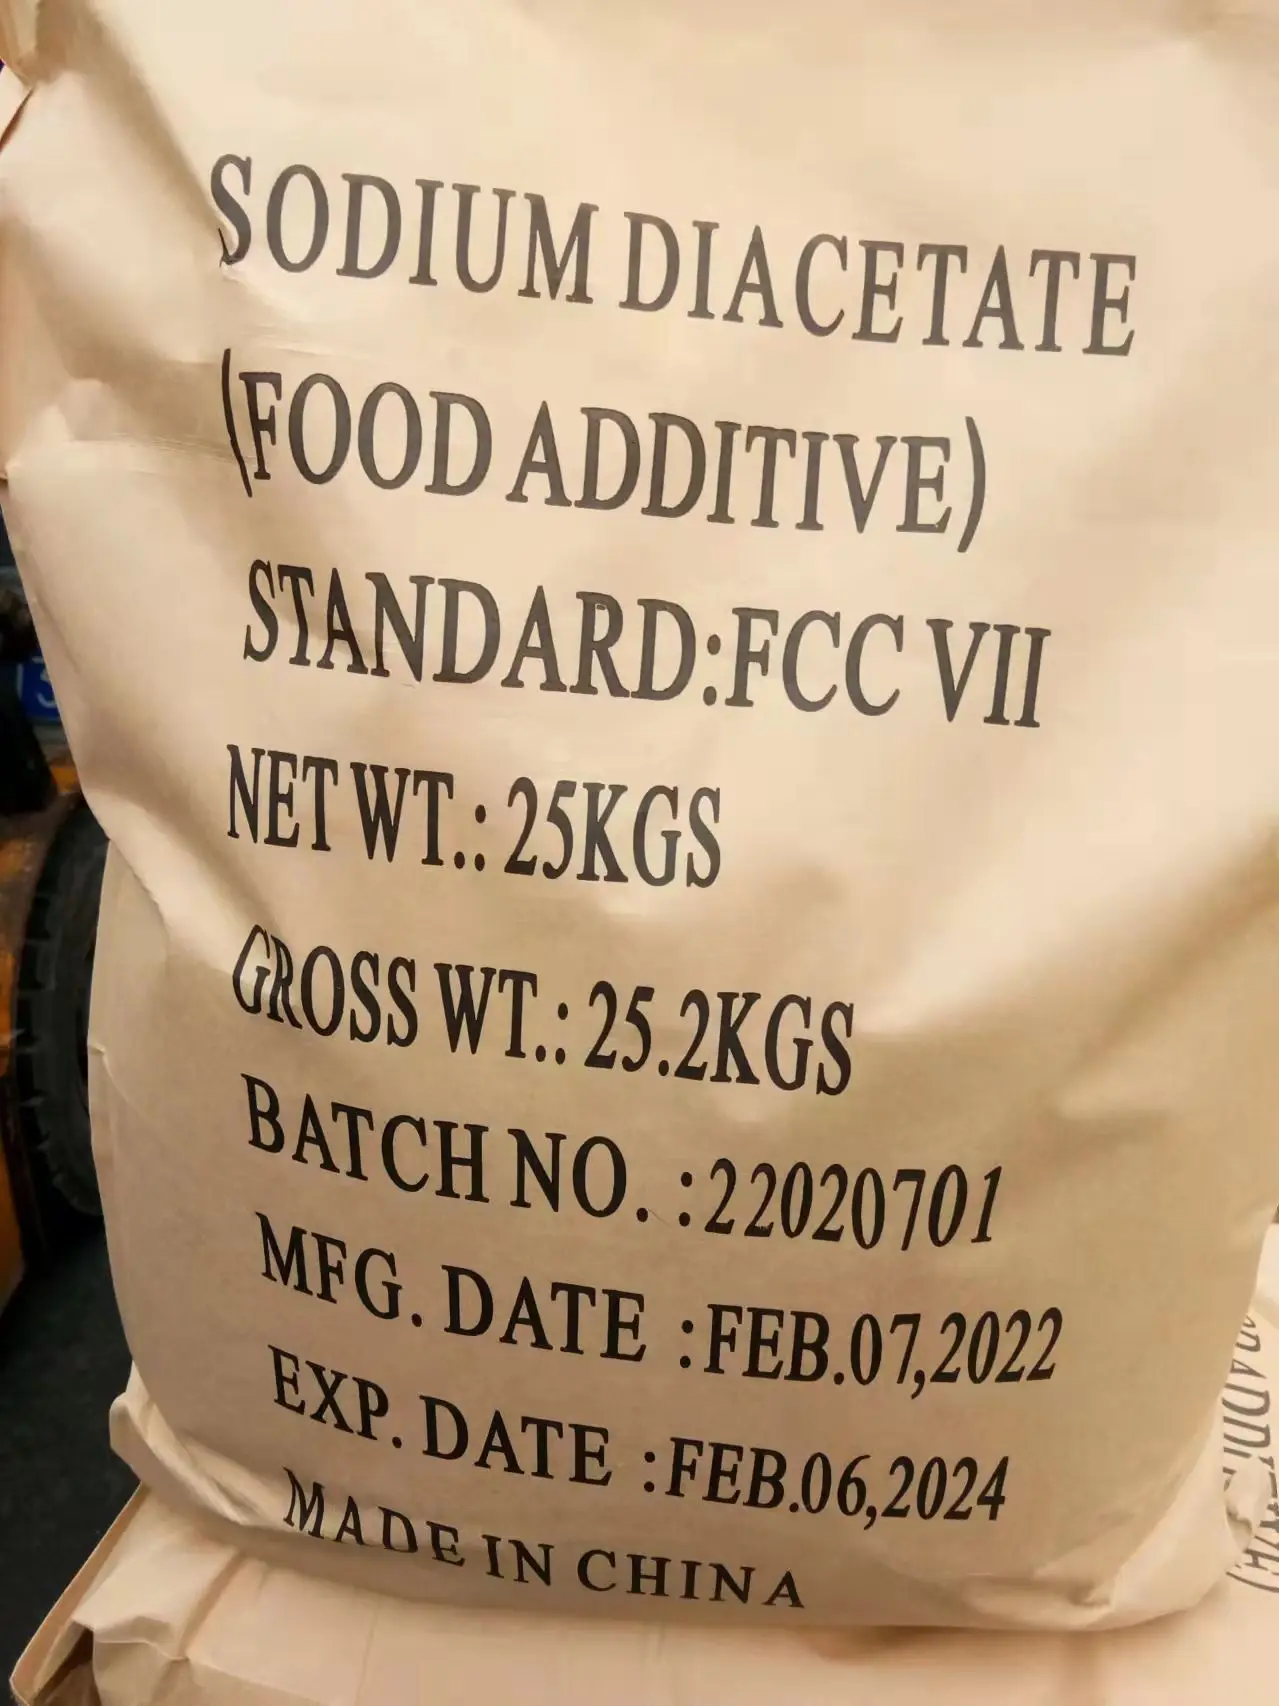 SODIUM DIACETATE
(FOOD ADDITIVE)
STANDARD:FCC VII
NET WT.: 25KGS
GROSS WT.: 25.2KGS
BATCH NO. :22020701
MFG. DATE :FEB.07,2022
EXP. DATE :FEB.06,2024
MADE IN CHINA